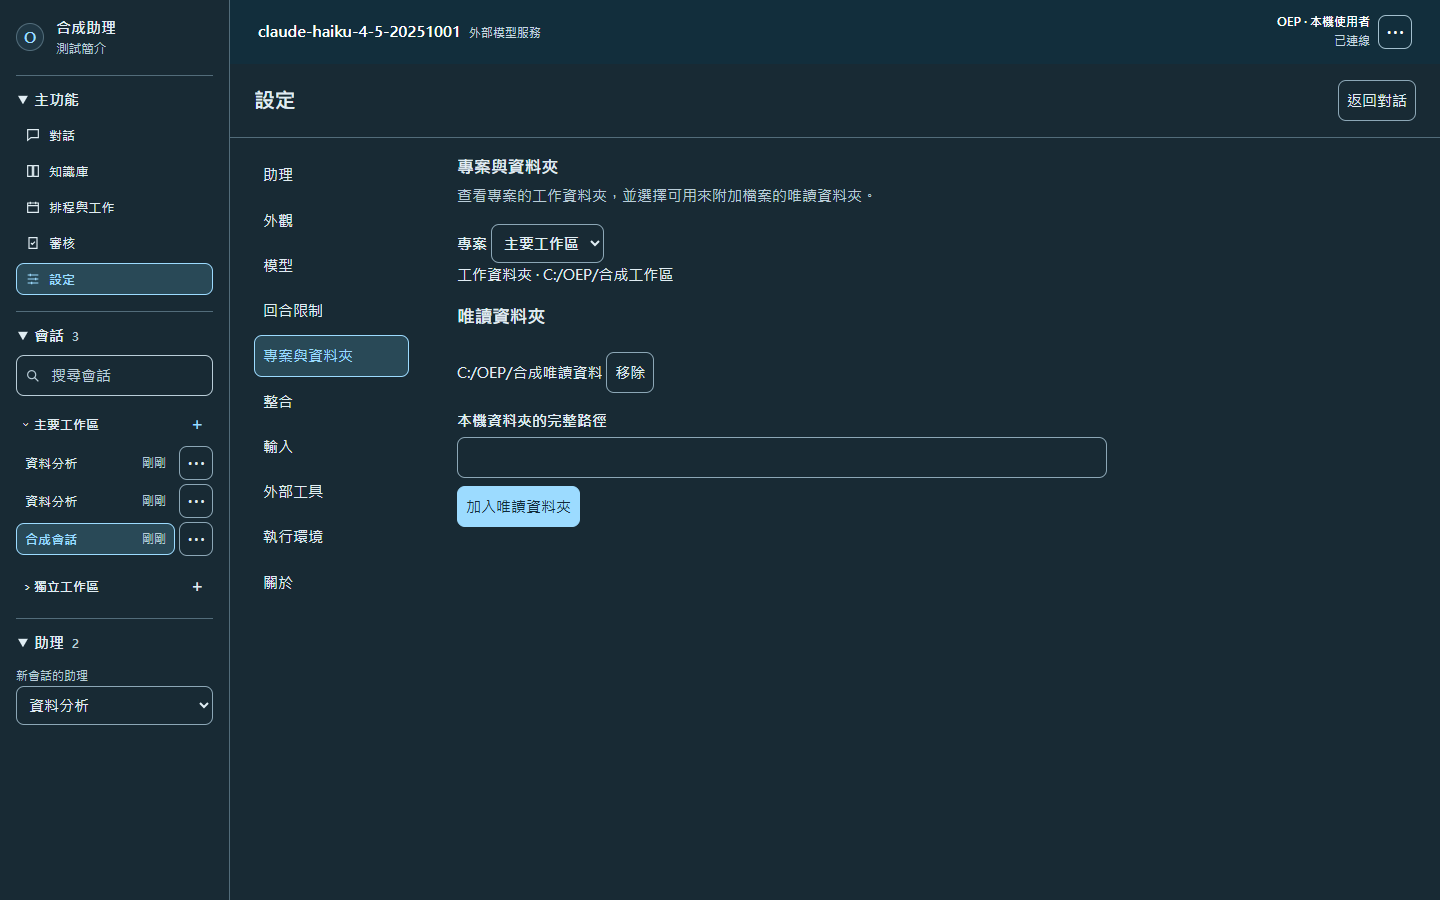 O
合成助理
測試簡介
▼ 主功能
對話
知識庫
排程與工作
審核
設定
▼ 會話 3
搜尋會話
主要工作區 +
資料分析 剛剛 ...
資料分析 剛剛 ...
合成會話 剛剛 ...
獨立工作區 +
▼ 助理 2
新會話的助理
資料分析
claude-haiku-4-5-20251001 外部模型服務
OEP · 本機使用者
已連線
...
設定
返回對話
助理
外觀
模型
回合限制
專案與資料夾
整合
輸入
外部工具
執行環境
關於
專案與資料夾
查看專案的工作資料夾，並選擇可用來附加檔案的唯讀資料夾。
專案 主要工作區
工作資料夾 · C:/OEP/合成工作區
唯讀資料夾
C:/OEP/合成唯讀資料 移除
本機資料夾的完整路徑
加入唯讀資料夾